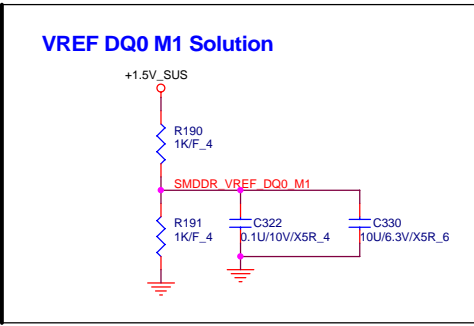 VREF DQ0 M1 Solution
+1.5V_SUS
R190
1K/F_4
SMDDR_VREF_DQ0_M1
R191
1K/F_4
C322
0.1U/10V/X5R_4
C330
10U/6.3V/X5R_6